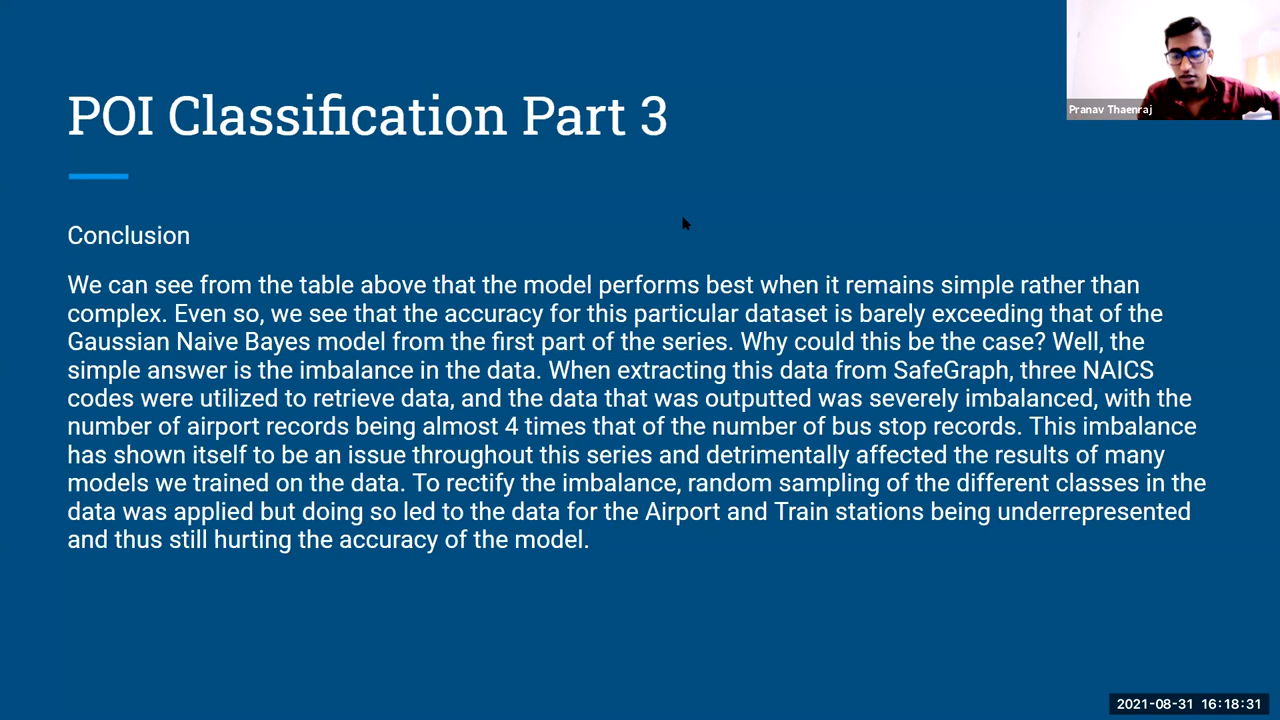 POI Classification Part 3
Pranav Thaenraj
Conclusion
We can see from the table above that the model performs best when it remains simple rather than
complex. Even so, we see that the accuracy for this particular dataset is barely exceeding that of the
Gaussian Naive Bayes model from the first part of the series. Why could this be the case? Well, the
simple answer is the imbalance in the data. When extracting this data from SafeGraph, three NAICS
codes were utilized to retrieve data, and the data that was outputted was severely imbalanced, with the
number of airport records being almost 4 times that of the number of bus stop records. This imbalance
has shown itself to be an issue throughout this series and detrimentally affected the results of many
models we trained on the data. To rectify the imbalance, random sampling of the different classes in the
data was applied but doing so led to the data for the Airport and Train stations being underrepresented
and thus still hurting the accuracy of the model.
2021-08-31 16:18:31